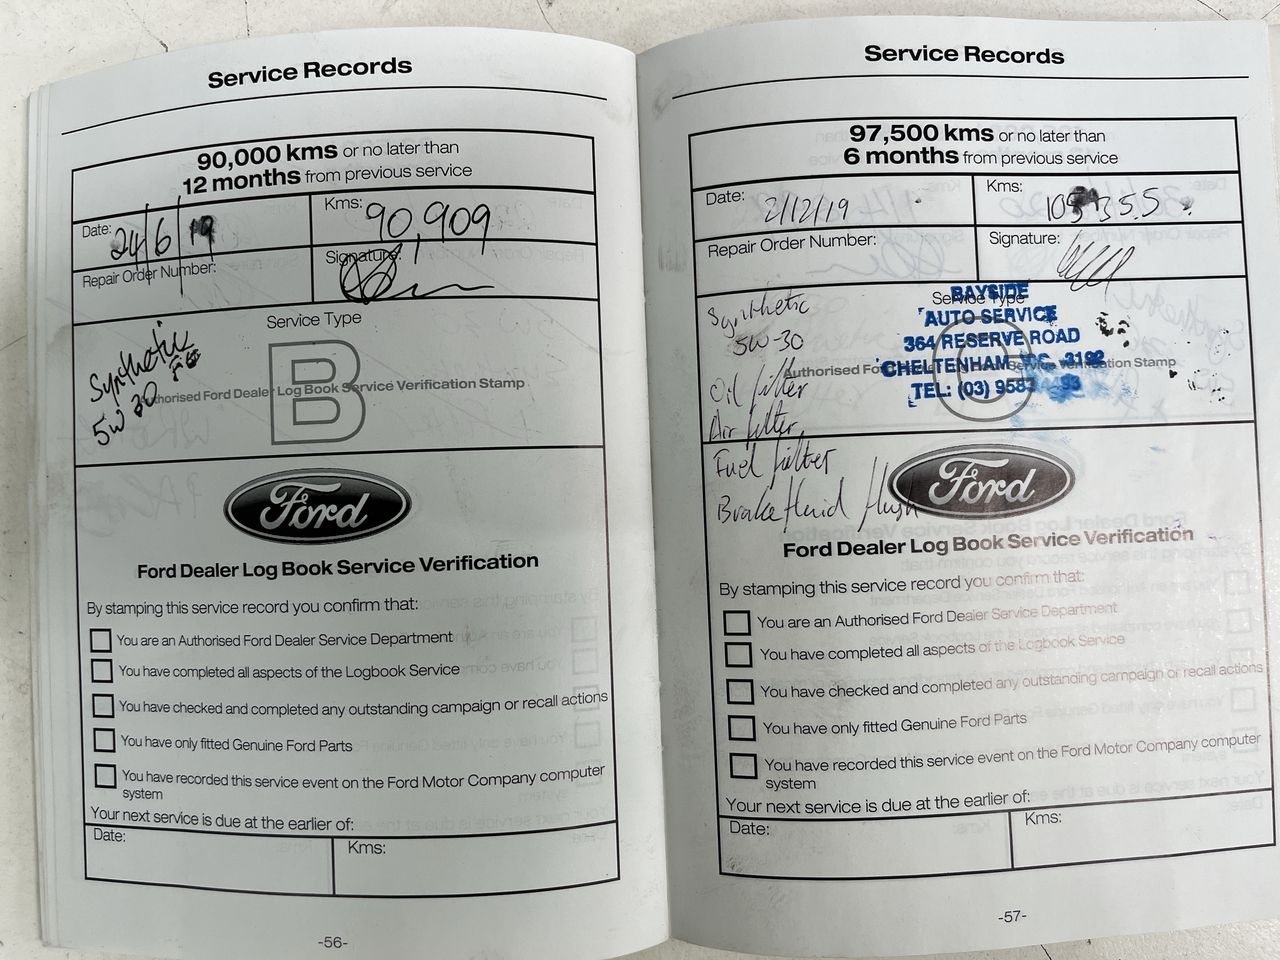 Service Records
90,000 kms or no later than
12 months from previous service
Date: 24/6/19
Kms: 90,909
Repair Order Number:
Signature:
Service Type
Synthetic
5W 30
B
Authorised Ford Dealer Log Book Service Verification Stamp
Ford
Ford Dealer Log Book Service Verification
By stamping this service record you confirm that:
You are an Authorised Ford Dealer Service Department
You have completed all aspects of the Logbook Service
You have checked and completed any outstanding campaign or recall actions
You have only fitted Genuine Ford Parts
You have recorded this service event on the Ford Motor Company computer
system
Your next service is due at the earlier of:
Date:
Kms:
-56-
Service Records
97,500 kms or no later than
6 months from previous service
Date: 2/12/19
Kms:
Repair Order Number:
Signature:
Service Type
BAYSIDE
AUTO SERVICE
364 RESERVE ROAD
CHELTENHAM VIC. 3192
TEL: (03) 958
Authorised Ford Dealer Log Book Service Verification Stamp
Synthetic
5W-30
Oil filter
Air filter
Fuel filter
Brake fluid flush
Ford
Ford Dealer Log Book Service Verification
By stamping this service record you confirm that:
You are an Authorised Ford Dealer Service Department
You have completed all aspects of the Logbook Service
You have checked and completed any outstanding campaign or recall actions
You have only fitted Genuine Ford Parts
You have recorded this service event on the Ford Motor Company computer
system
Your next service is due at the earlier of:
Date:
Kms:
-57-